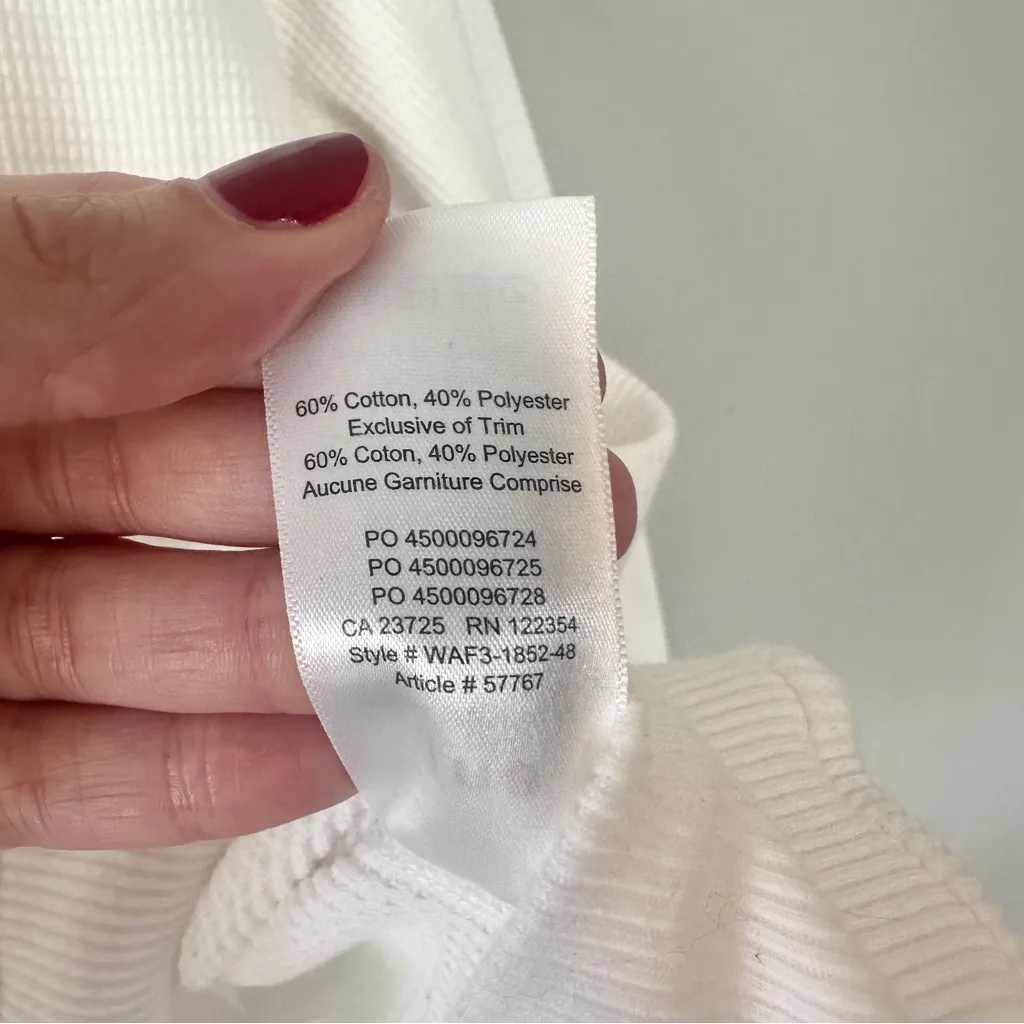 60% Cotton, 40% Polyester
Exclusive of Trim
60% Coton, 40% Polyester
Aucune Garniture Comprise
PO 4500096724
PO 4500096725
PO 4500096728
CA 23725 RN 122354
Style # WAF3-1852-48
Article # 57767